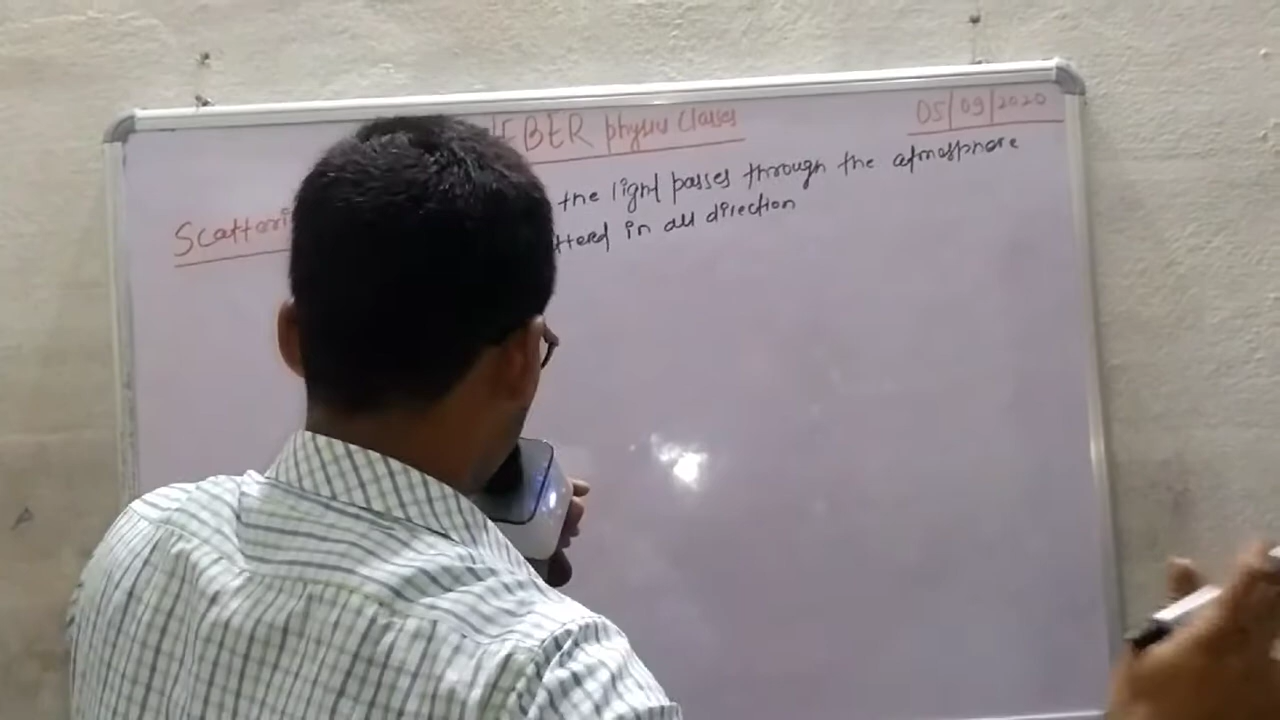 EBER physics Classes 05/09/2020
the light passes through the atmosphere
Scatteri ttered in all direction